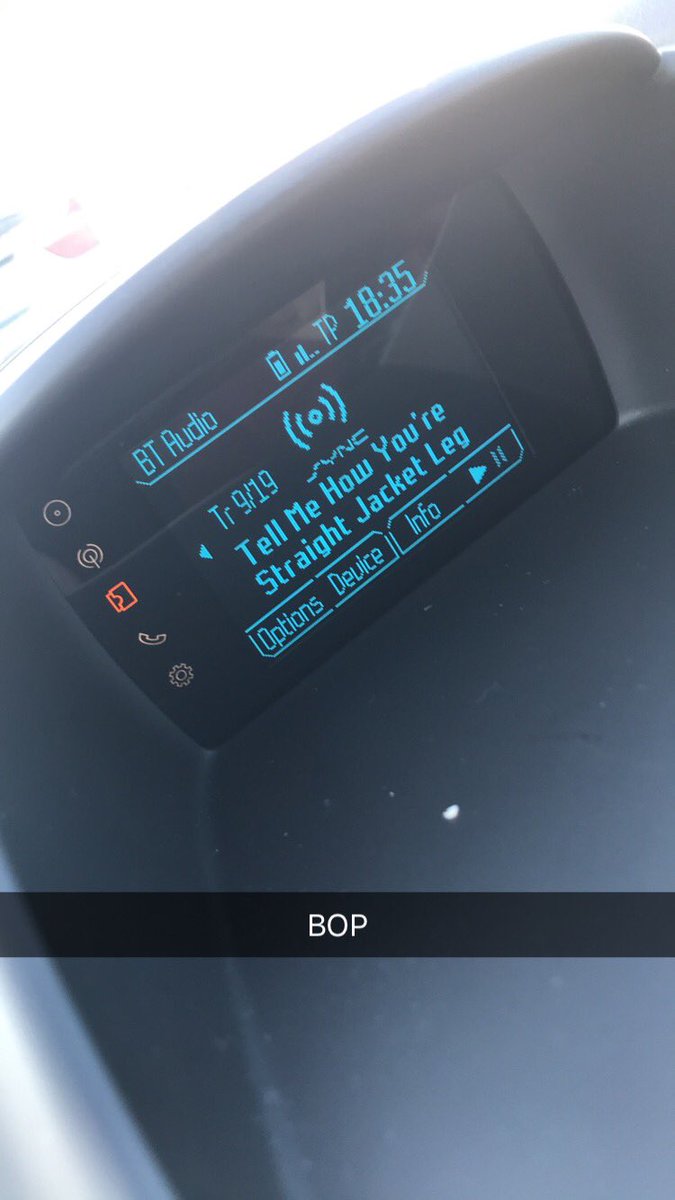 BT Audio TP 18:35
Tr 9/19
SYNC
Tell Me How You're
Straight Jacket Leg
Options Device Info
BOP